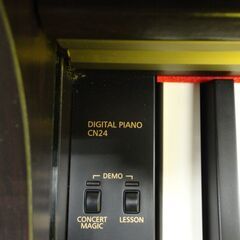 DIGITAL PIANO
CN24
DEMO
CONCERT
MAGIC
LESSON